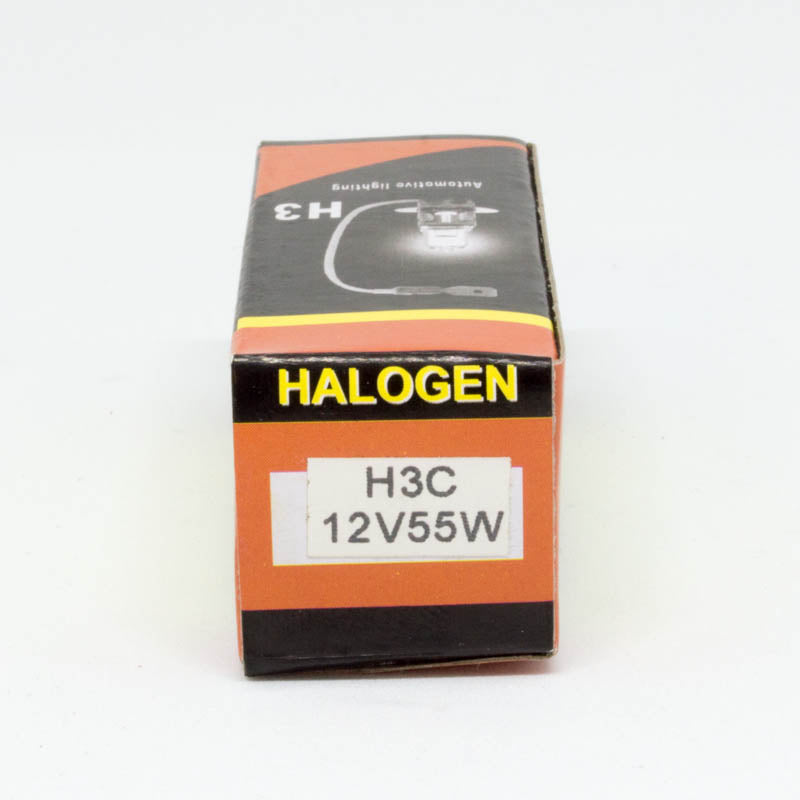 Automotive lighting
H3
HALOGEN
H3C
12V55W